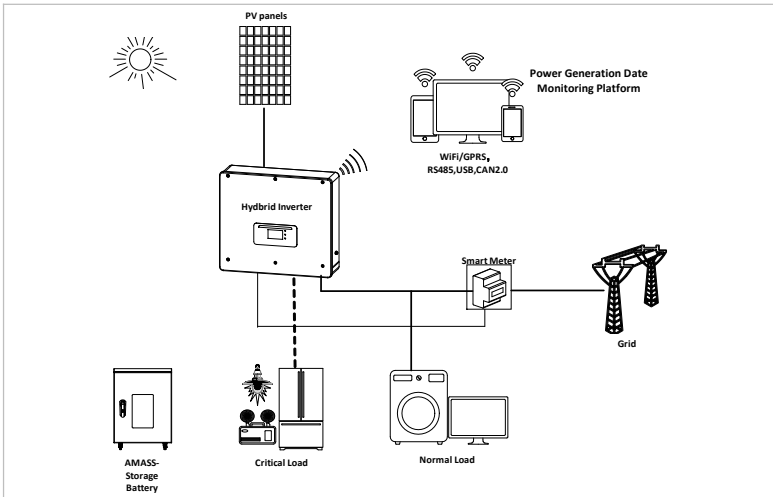 PV panels
Power Generation Date
Monitoring Platform
WiFi/GPRS,
RS485,USB,CAN2.0
Hydbrid Inverter
Smart Meter
Grid
AMASS-
Storage
Battery
Critical Load
Normal Load